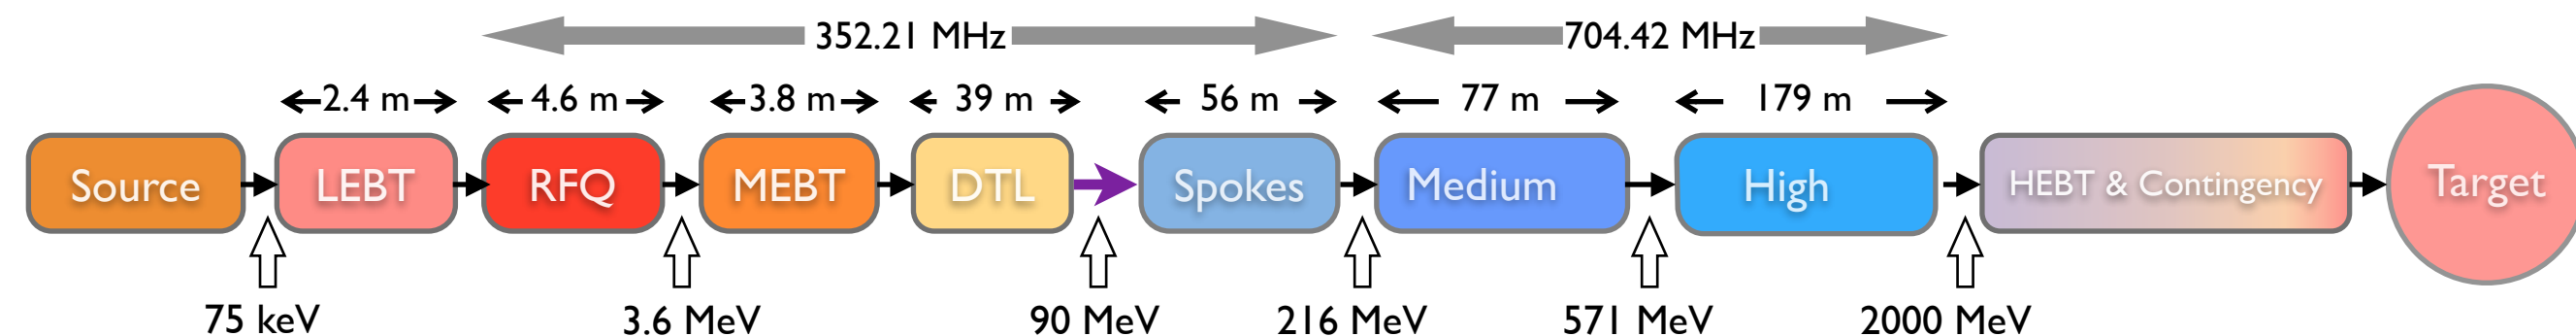 352.21 MHz 704.42 MHz
2.4 m 4.6 m 3.8 m 39 m 56 m 77 m 179 m
Source LEBT RFQ MEBT DTL Spokes Medium High HEBT & Contingency Target
75 keV 3.6 MeV 90 MeV 216 MeV 571 MeV 2000 MeV